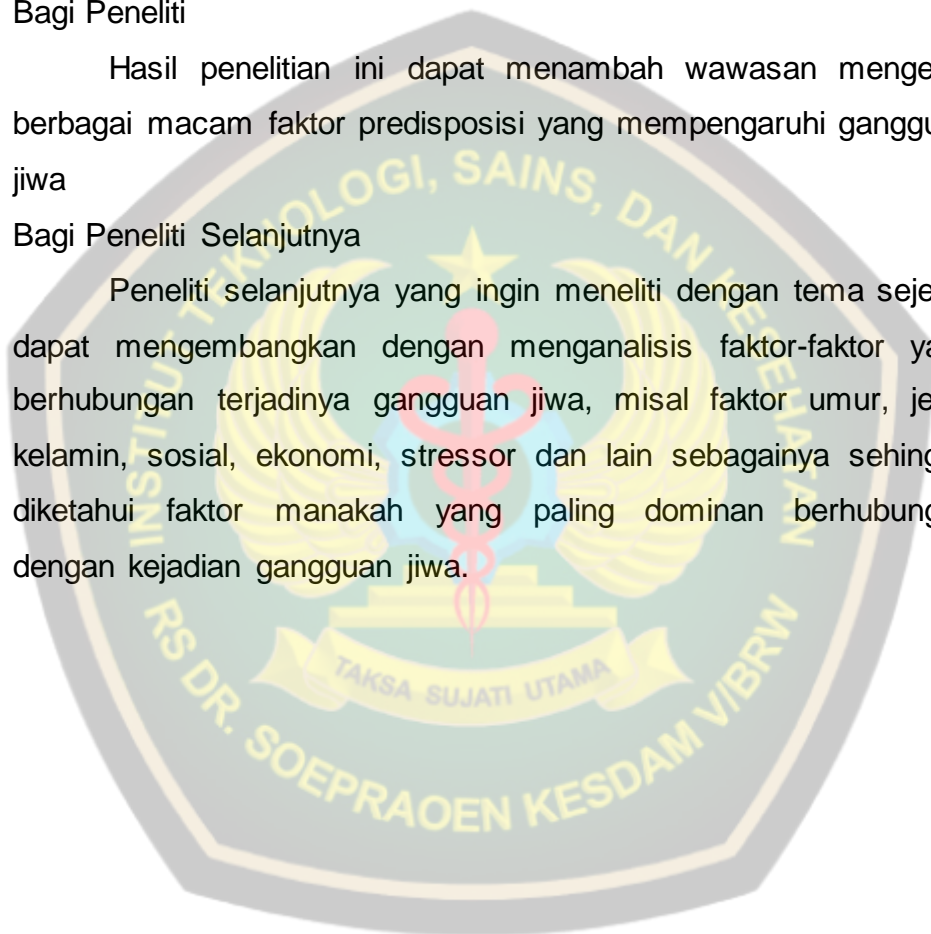 Bagi Peneliti
Hasil penelitian ini dapat menambah wawasan menge
berbagai macam faktor predisposisi yang mempengaruhi ganggu
jiwa
Bagi Peneliti Selanjutnya
Peneliti selanjutnya yang ingin meneliti dengan tema seje
dapat mengembangkan dengan menganalisis faktor-faktor ya
berhubungan terjadinya gangguan jiwa, misal faktor umur, je
kelamin, sosial, ekonomi, stressor dan lain sebagainya sehing
diketahui faktor manakah yang paling dominan berhubung
dengan kejadian gangguan jiwa.
INSTITUT TEKNOLOGI, SAINS, DAN KESEHATAN
RS DR. SOEPRAOEN KESDAM V/BRW
TAKSA SUJATI UTAMA